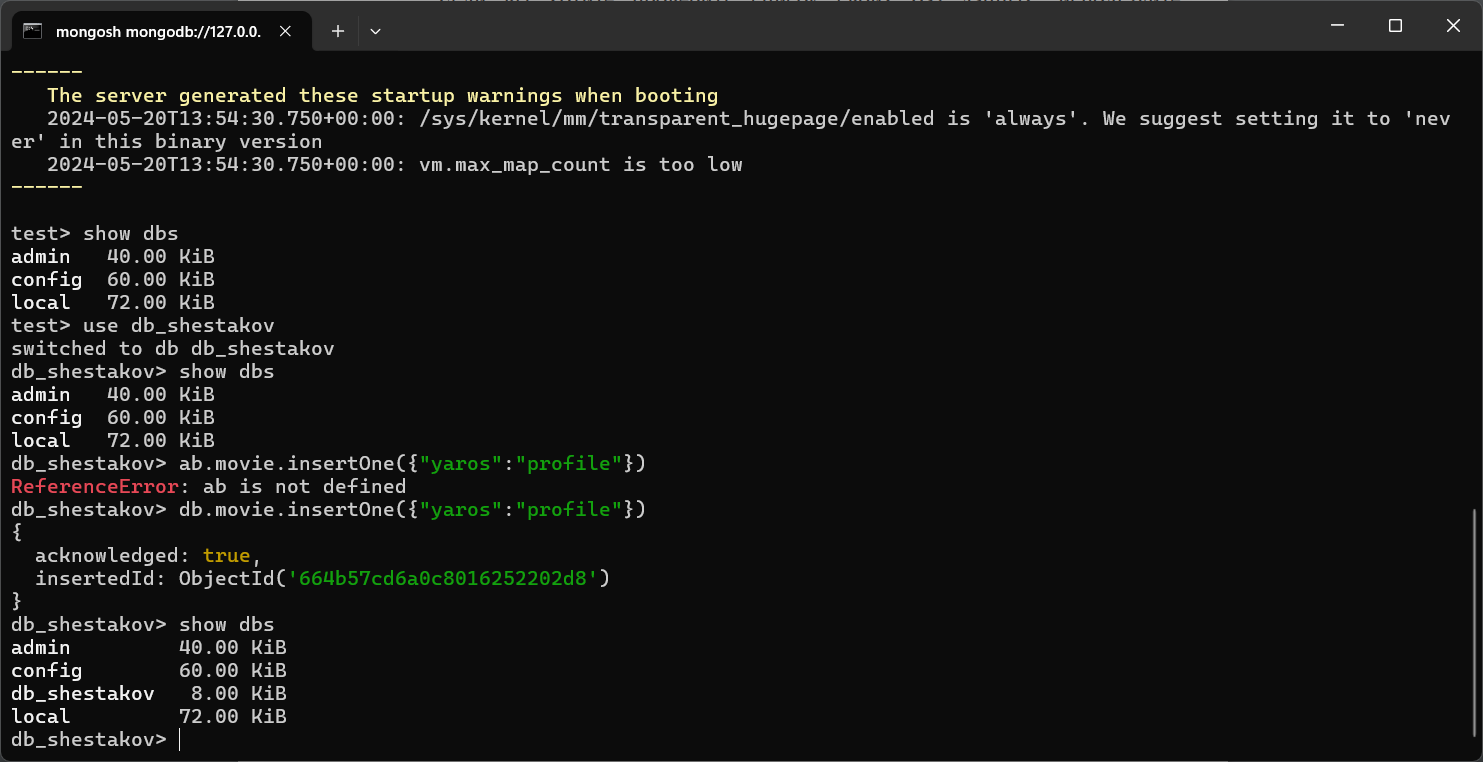 mongosh mongodb://127.0.0.
------
   The server generated these startup warnings when booting
   2024-05-20T13:54:30.750+00:00: /sys/kernel/mm/transparent_hugepage/enabled is 'always'. We suggest setting it to 'nev
er' in this binary version
   2024-05-20T13:54:30.750+00:00: vm.max_map_count is too low
------
test> show dbs
admin   40.00 KiB
config  60.00 KiB
local   72.00 KiB
test> use db_shestakov
switched to db db_shestakov
db_shestakov> show dbs
admin   40.00 KiB
config  60.00 KiB
local   72.00 KiB
db_shestakov> ab.movie.insertOne({"yaros":"profile"})
ReferenceError: ab is not defined
db_shestakov> db.movie.insertOne({"yaros":"profile"})
{
  acknowledged: true,
  insertedId: ObjectId('664b57cd6a0c8016252202d8')
}
db_shestakov> show dbs
admin         40.00 KiB
config        60.00 KiB
db_shestakov   8.00 KiB
local         72.00 KiB
db_shestakov>